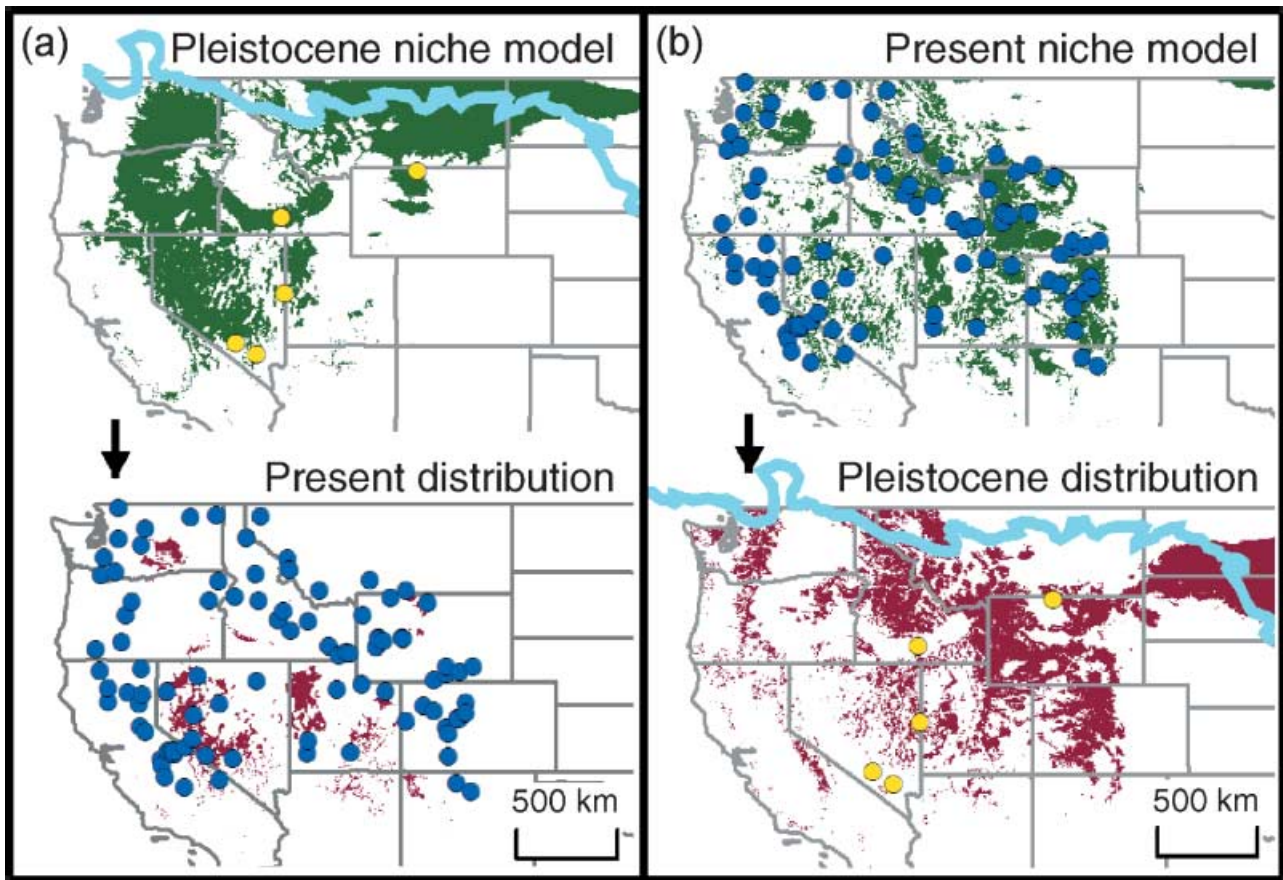 (a)
Pleistocene niche model
Present distribution
500 km
(b)
Present niche model
Pleistocene distribution
500 km